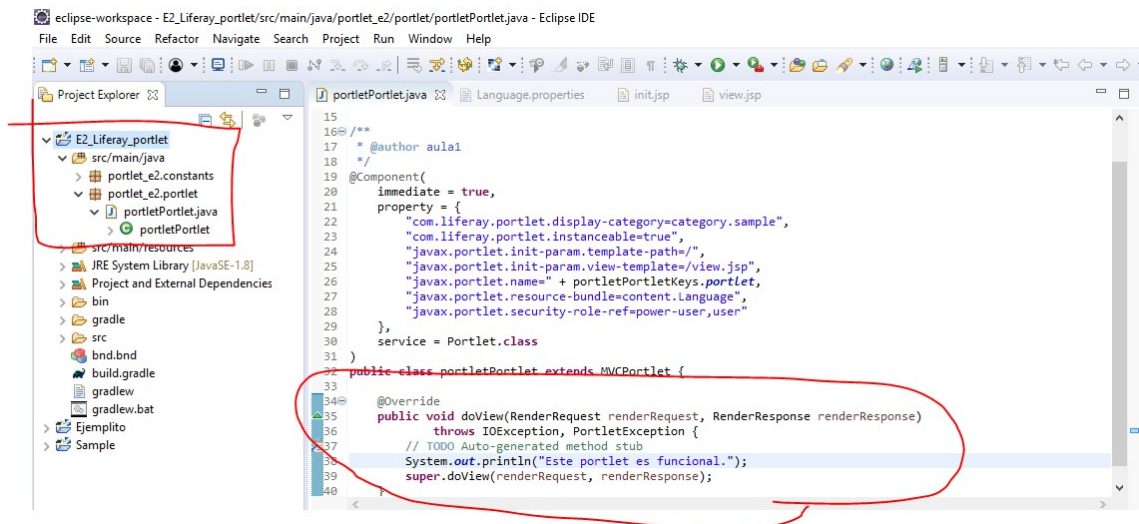 eclipse-workspace - E2_Liferay_portlet/src/main/java/portlet_e2/portlet/portletPortlet.java - Eclipse IDE
File Edit Source Refactor Navigate Search Project Run Window Help
Project Explorer
E2_Liferay_portlet
src/main/java
portlet_e2.constants
portlet_e2.portlet
portletPortlet.java
portletPortlet
src/main/resources
JRE System Library [JavaSE-1.8]
Project and External Dependencies
bin
gradle
src
bnd.bnd
build.gradle
gradlew
gradlew.bat
Ejemplito
Sample
portletPortlet.java Language.properties init.jsp view.jsp
15
16 /**
17 * @author aula1
18 */
19 @Component(
20 immediate = true,
21 property = {
22 "com.liferay.portlet.display-category=category.sample",
23 "com.liferay.portlet.instanceable=true",
24 "javax.portlet.init-param.template-path=/",
25 "javax.portlet.init-param.view-template=/view.jsp",
26 "javax.portlet.name=" + portletPortletKeys.portlet,
27 "javax.portlet.resource-bundle=content.Language",
28 "javax.portlet.security-role-ref=power-user,user"
29 },
30 service = Portlet.class
31 )
32 public class portletPortlet extends MVCPortlet {
33
34 @Override
35 public void doView(RenderRequest renderRequest, RenderResponse renderResponse)
36 throws IOException, PortletException {
37 // TODO Auto-generated method stub
38 System.out.println("Este portlet es funcional.");
39 super.doView(renderRequest, renderResponse);
40 }